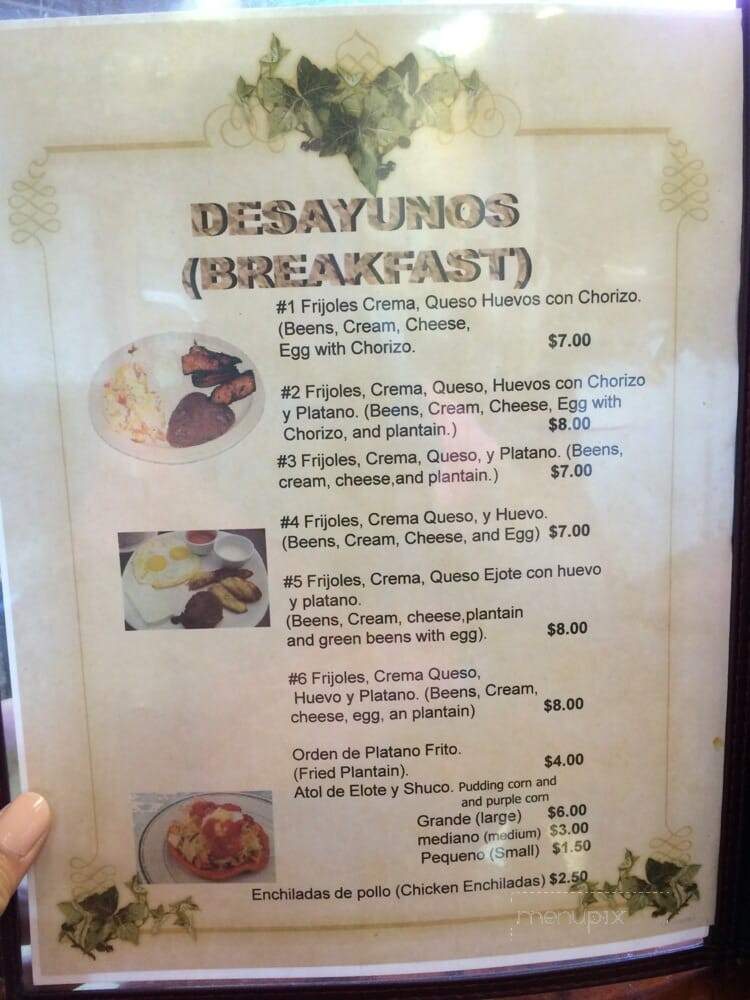 DESAYUNOS
(BREAKFAST)
#1 Frijoles Crema, Queso Huevos con Chorizo.
(Beens, Cream, Cheese,
Egg with Chorizo. $7.00
#2 Frijoles, Crema, Queso, Huevos con Chorizo
y Platano. (Beens, Cream, Cheese, Egg with
Chorizo, and plantain.) $8.00
#3 Frijoles, Crema, Queso, y Platano. (Beens,
cream, cheese,and plantain.) $7.00
#4 Frijoles, Crema Queso, y Huevo.
(Beens, Cream, Cheese, and Egg) $7.00
#5 Frijoles, Crema, Queso Ejote con huevo
y platano.
(Beens, Cream, cheese,plantain
and green beens with egg). $8.00
#6 Frijoles, Crema Queso,
Huevo y Platano. (Beens, Cream,
cheese, egg, an plantain) $8.00
Orden de Platano Frito.
(Fried Plantain). $4.00
Atol de Elote y Shuco. Pudding corn and
and purple corn
Grande (large) $6.00
mediano (medium) $3.00
Pequeno (Small) $1.50
Enchiladas de pollo (Chicken Enchiladas) $2.50
menupix